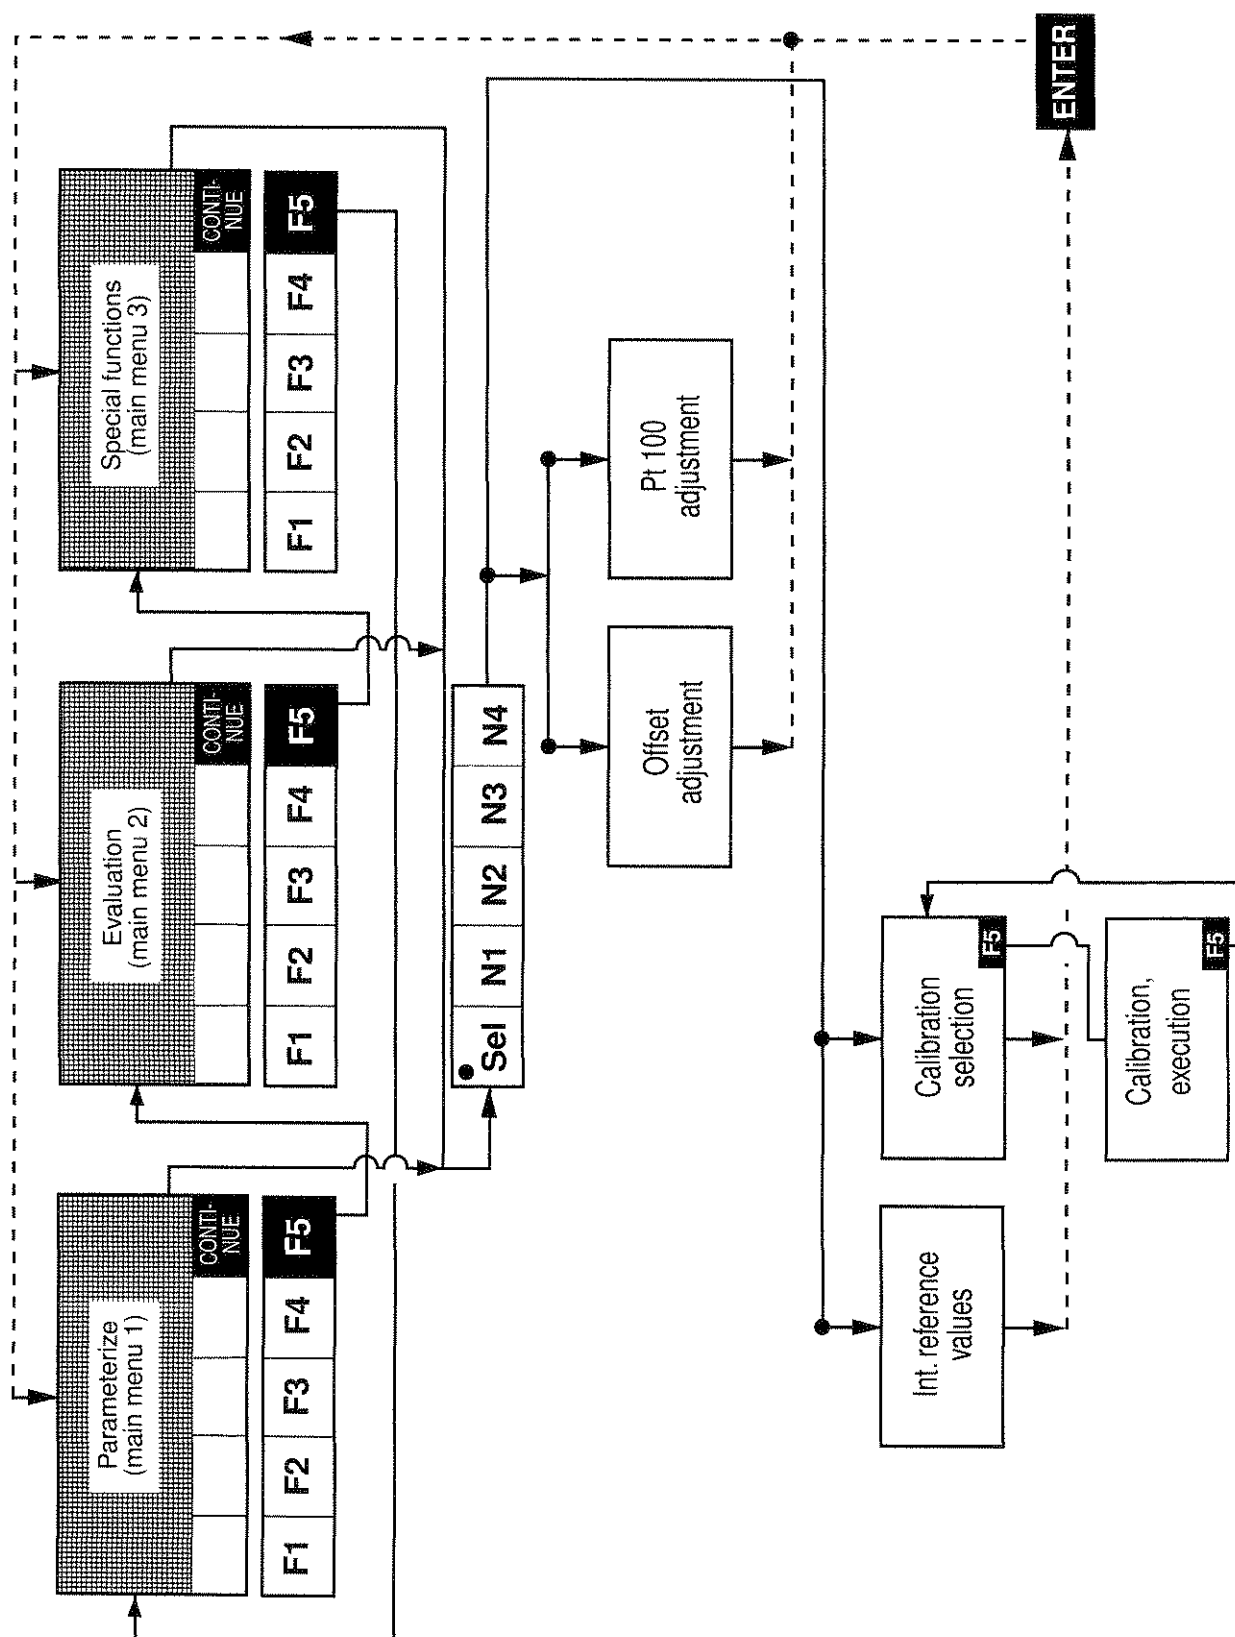 Parameterize
(main menu 1)
CONTI-
NUE
F1 F2 F3 F4 F5
Evaluation
(main menu 2)
CONTI-
NUE
F1 F2 F3 F4 F5
Special functions
(main menu 3)
CONTI-
NUE
F1 F2 F3 F4 F5
Sel N1 N2 N3 N4
Offset
adjustment
Pt 100
adjustment
Int. reference
values
Calibration
selection
F5
Calibration,
execution
F5
ENTER